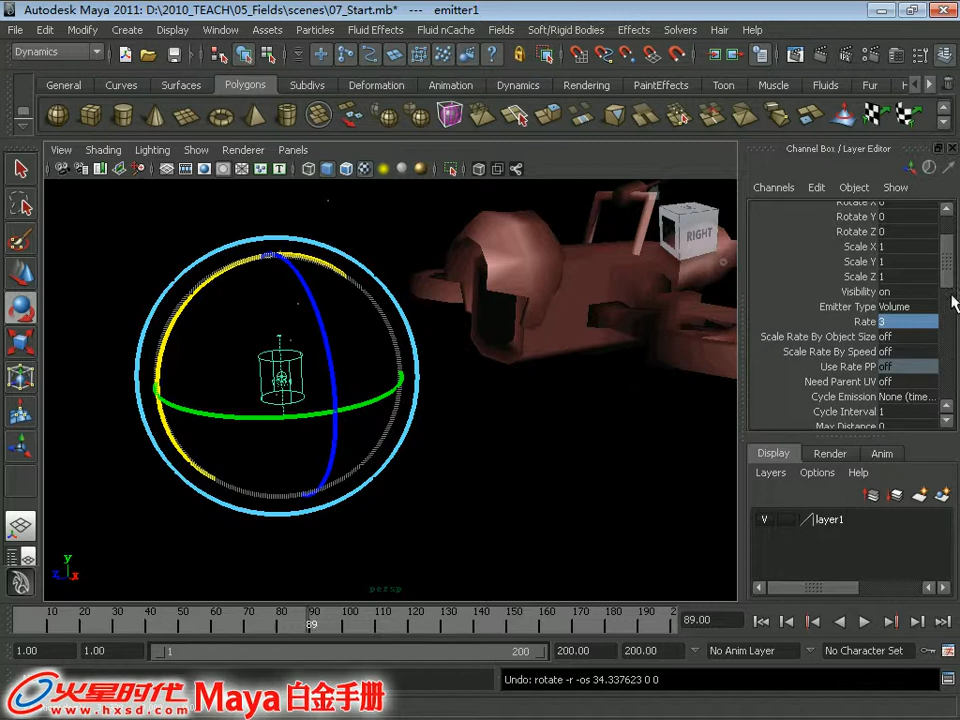 Autodesk Maya 2011: D:\2010_TEACH\05_Fields\scenes\07_Start.mb* --- emitter1
File Edit Modify Create Display Window Assets Particles Fluid Effects Fluid nCache Fields Soft/Rigid Bodies Effects Solvers Hair Help
Dynamics
General Curves Surfaces Polygons Subdivs Deformation Animation Dynamics Rendering PaintEffects Toon Muscle Fluids Fur
View Shading Lighting Show Renderer Panels
Channel Box / Layer Editor
Channels Edit Object Show
Rotate X 0
Rotate Y 0
Rotate Z 0
Scale X 1
Scale Y 1
Scale Z 1
Visibility on
Emitter Type Volume
Rate 3
Scale Rate By Object Size off
Scale Rate By Speed off
Use Rate PP off
Need Parent UV off
Cycle Emission None (time...
Cycle Interval 1
Max Distance 0
RIGHT
Display Render Anim
Layers Options Help
V layer1
y
z x
persp
10 20 30 40 50 60 70 80 90 100 110 120 130 140 150 160 170 180 190 2
89
89.00
1.00 1.00 1 200 200.00 200.00 No Anim Layer No Character Set
Undo: rotate -r -os 34.337623 0 0
火星时代 Maya 白金手册
www.hxsd.com